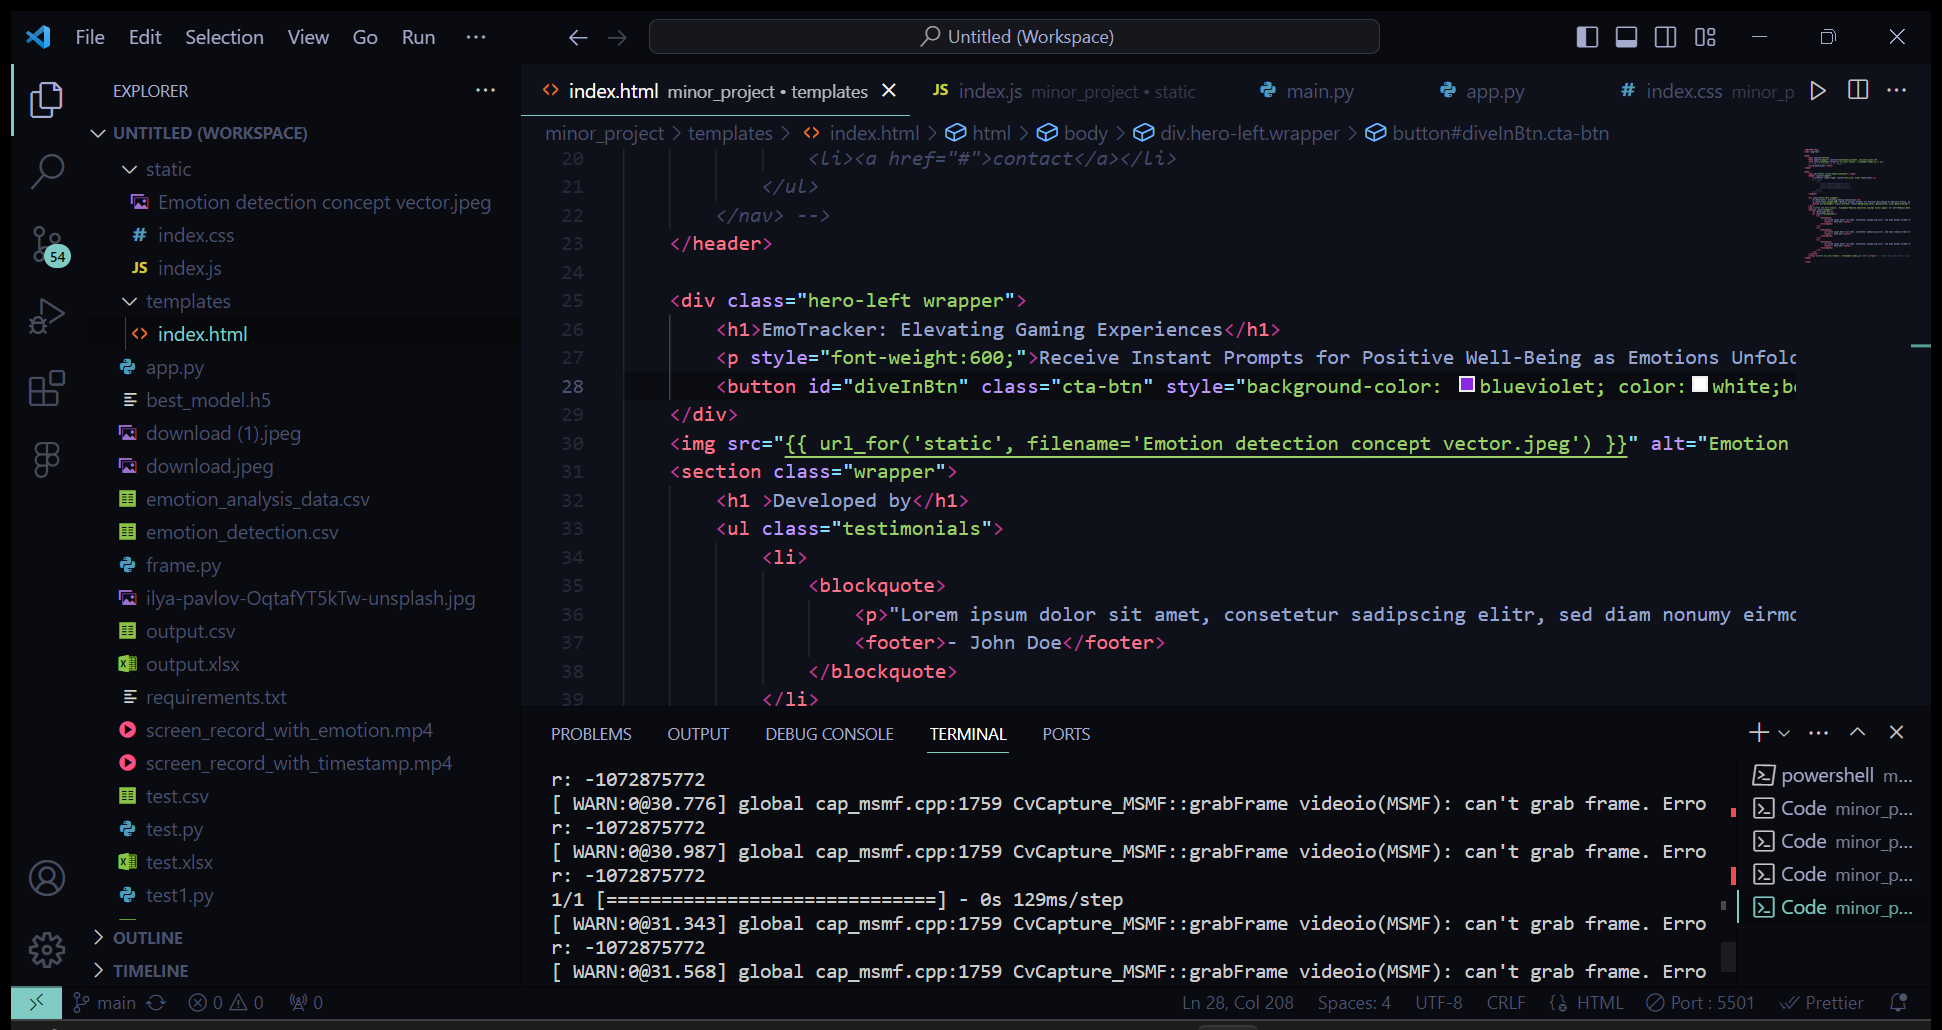 File Edit Selection View Go Run ···
Untitled (Workspace)
EXPLORER
UNTITLED (WORKSPACE)
static
Emotion detection concept vector.jpeg
# index.css
JS index.js
templates
<> index.html
app.py
best_model.h5
download (1).jpeg
download.jpeg
emotion_analysis_data.csv
emotion_detection.csv
frame.py
ilya-pavlov-OqtafYT5kTw-unsplash.jpg
output.csv
output.xlsx
requirements.txt
screen_record_with_emotion.mp4
screen_record_with_timestamp.mp4
test.csv
test.py
test.xlsx
test1.py
OUTLINE
TIMELINE
54
<> index.html minor_project • templates JS index.js minor_project • static main.py app.py # index.css minor_p
minor_project > templates > <> index.html > html > body > div.hero-left.wrapper > button#diveInBtn.cta-btn
20 <li><a href="#">contact</a></li>
21 </ul>
22 </nav> -->
23 </header>
24
25 <div class="hero-left wrapper">
26 <h1>EmoTracker: Elevating Gaming Experiences</h1>
27 <p style="font-weight:600;">Receive Instant Prompts for Positive Well-Being as Emotions Unfold
28 <button id="diveInBtn" class="cta-btn" style="background-color: blueviolet; color:white;bo
29 </div>
30 <img src="{{ url_for('static', filename='Emotion detection concept vector.jpeg') }}" alt="Emotion
31 <section class="wrapper">
32 <h1 >Developed by</h1>
33 <ul class="testimonials">
34 <li>
35 <blockquote>
36 <p>"Lorem ipsum dolor sit amet, consetetur sadipscing elitr, sed diam nonumy eirmo
37 <footer>- John Doe</footer>
38 </blockquote>
39 </li>
PROBLEMS OUTPUT DEBUG CONSOLE TERMINAL PORTS
r: -1072875772
[ WARN:0@30.776] global cap_msmf.cpp:1759 CvCapture_MSMF::grabFrame videoio(MSMF): can't grab frame. Erro
r: -1072875772
[ WARN:0@30.987] global cap_msmf.cpp:1759 CvCapture_MSMF::grabFrame videoio(MSMF): can't grab frame. Erro
r: -1072875772
1/1 [==============================] - 0s 129ms/step
[ WARN:0@31.343] global cap_msmf.cpp:1759 CvCapture_MSMF::grabFrame videoio(MSMF): can't grab frame. Erro
r: -1072875772
[ WARN:0@31.568] global cap_msmf.cpp:1759 CvCapture_MSMF::grabFrame videoio(MSMF): can't grab frame. Erro
powershell m...
Code minor_p...
Code minor_p...
Code minor_p...
Code minor_p...
main 0 0 0 Ln 28, Col 208 Spaces: 4 UTF-8 CRLF HTML Port : 5501 Prettier